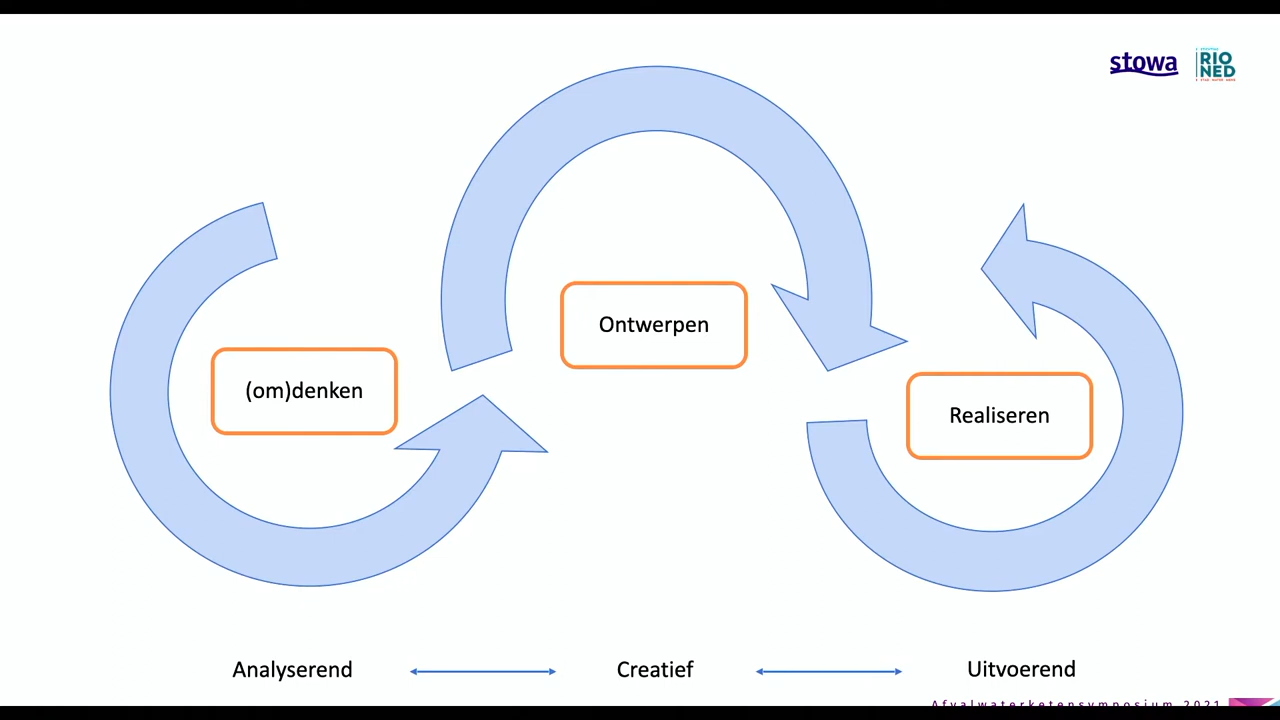 stowa
RIO
NED
Ontwerpen
(om)denken
Realiseren
Analyserend
Creatief
Uitvoerend
Afvalwaterketensymposium 2021